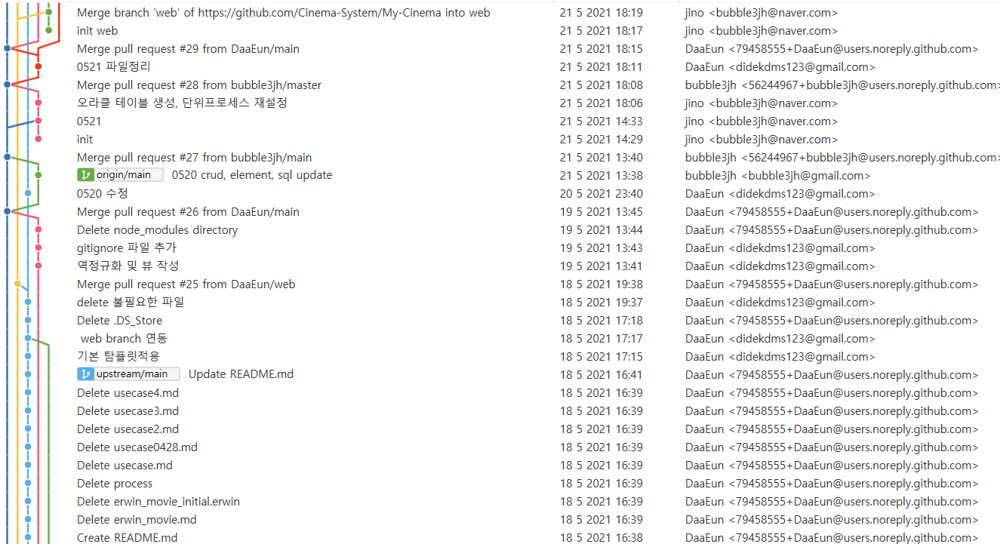 Merge branch 'web' of https://github.com/Cinema-System/My-Cinema into web 21 5 2021 18:19 jino <bubble3jh@naver.com>
init web 21 5 2021 18:17 jino <bubble3jh@naver.com>
Merge pull request #29 from DaaEun/main 21 5 2021 18:15 DaaEun <79458555+DaaEun@users.noreply.github.com>
0521 파일정리 21 5 2021 18:11 DaaEun <didekdms123@gmail.com>
Merge pull request #28 from bubble3jh/master 21 5 2021 18:08 bubble3jh <56244967+bubble3jh@users.noreply.github.com>
오라클 테이블 생성, 단위프로세스 재설정 21 5 2021 18:06 jino <bubble3jh@naver.com>
0521 21 5 2021 14:33 jino <bubble3jh@naver.com>
init 21 5 2021 14:29 jino <bubble3jh@naver.com>
Merge pull request #27 from bubble3jh/main 21 5 2021 13:40 bubble3jh <56244967+bubble3jh@users.noreply.github.com>
origin/main 0520 crud, element, sql update 21 5 2021 13:38 bubble3jh <bubble3jh@gmail.com>
0520 수정 20 5 2021 23:40 DaaEun <didekdms123@gmail.com>
Merge pull request #26 from DaaEun/main 19 5 2021 13:45 DaaEun <79458555+DaaEun@users.noreply.github.com>
Delete node_modules directory 19 5 2021 13:44 DaaEun <79458555+DaaEun@users.noreply.github.com>
gitignore 파일 추가 19 5 2021 13:43 DaaEun <didekdms123@gmail.com>
역정규화 및 뷰 작성 19 5 2021 13:41 DaaEun <didekdms123@gmail.com>
Merge pull request #25 from DaaEun/web 18 5 2021 19:38 DaaEun <79458555+DaaEun@users.noreply.github.com>
delete 불필요한 파일 18 5 2021 19:37 DaaEun <didekdms123@gmail.com>
Delete .DS_Store 18 5 2021 17:18 DaaEun <79458555+DaaEun@users.noreply.github.com>
web branch 연동 18 5 2021 17:17 DaaEun <didekdms123@gmail.com>
기본 탐플릿적용 18 5 2021 17:15 DaaEun <didekdms123@gmail.com>
upstream/main Update README.md 18 5 2021 16:41 DaaEun <79458555+DaaEun@users.noreply.github.com>
Delete usecase4.md 18 5 2021 16:39 DaaEun <79458555+DaaEun@users.noreply.github.com>
Delete usecase3.md 18 5 2021 16:39 DaaEun <79458555+DaaEun@users.noreply.github.com>
Delete usecase2.md 18 5 2021 16:39 DaaEun <79458555+DaaEun@users.noreply.github.com>
Delete usecase0428.md 18 5 2021 16:39 DaaEun <79458555+DaaEun@users.noreply.github.com>
Delete usecase.md 18 5 2021 16:39 DaaEun <79458555+DaaEun@users.noreply.github.com>
Delete process 18 5 2021 16:39 DaaEun <79458555+DaaEun@users.noreply.github.com>
Delete erwin_movie_initial.erwin 18 5 2021 16:39 DaaEun <79458555+DaaEun@users.noreply.github.com>
Delete erwin_movie.md 18 5 2021 16:39 DaaEun <79458555+DaaEun@users.noreply.github.com>
Create README.md 18 5 2021 16:38 DaaEun <79458555+DaaEun@users.noreply.github.com>